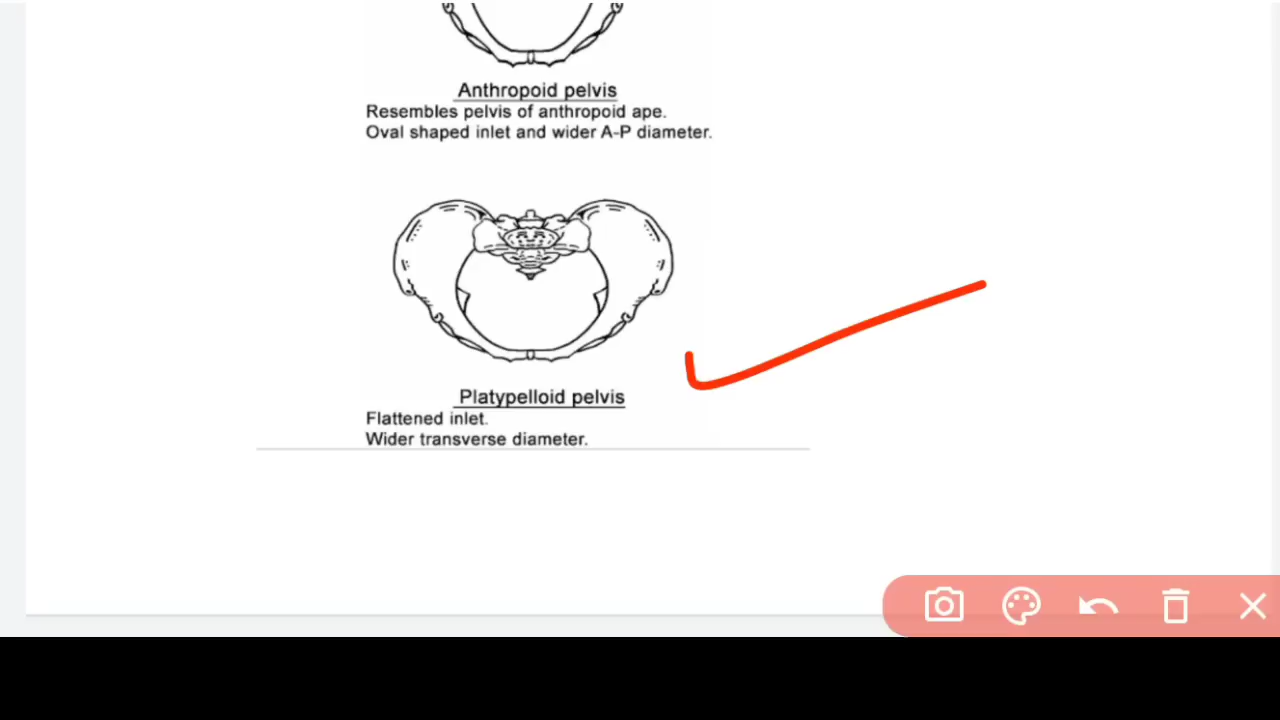 Anthropoid pelvis
Resembles pelvis of anthropoid ape.
Oval shaped inlet and wider A-P diameter.
Platypelloid pelvis
Flattened inlet.
Wider transverse diameter.